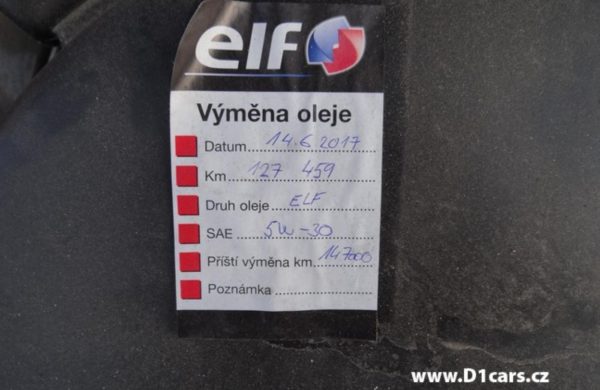 elf
Výměna oleje
Datum 14.6 2017
Km 127 459
Druh oleje ELF
SAE 5W-30
Příští výměna km 147000
Poznámka
www.D1cars.cz